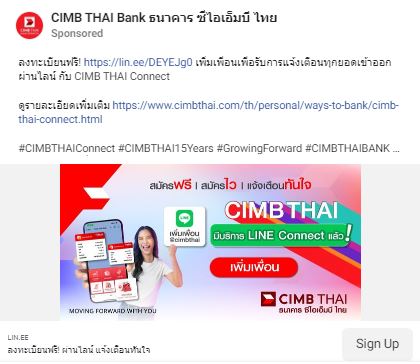 CIMB THAI Bank ธนาคาร ซีไอเอ็มบี ไทย
Sponsored
ลงทะเบียนฟรี! https://lin.ee/DEYEJg0 เพิ่มเพื่อนเพื่อรับการแจ้งเตือนทุกยอดเข้าออก
ผ่านไลน์ กับ CIMB THAI Connect
ดูรายละเอียดเพิ่มเติม https://www.cimbthai.com/th/personal/ways-to-bank/cimb-
thai-connect.html
#CIMBTHAIConnect #CIMBTHAI15Years #GrowingForward #CIMBTHAIBANK ...
สมัครฟรี | สมัครไว | แจ้งเตือนทันใจ
LINE
เพิ่มเพื่อน
@cimbthai
CIMB THAI
มีบริการ LINE Connect แล้ว!
เพิ่มเพื่อน
MOVING FORWARD WITH YOU
CIMB THAI
ธนาคาร ซีไอเอ็มบี ไทย
LIN.EE
ลงทะเบียนฟรี! ผ่านไลน์ แจ้งเตือนทันใจ
Sign Up